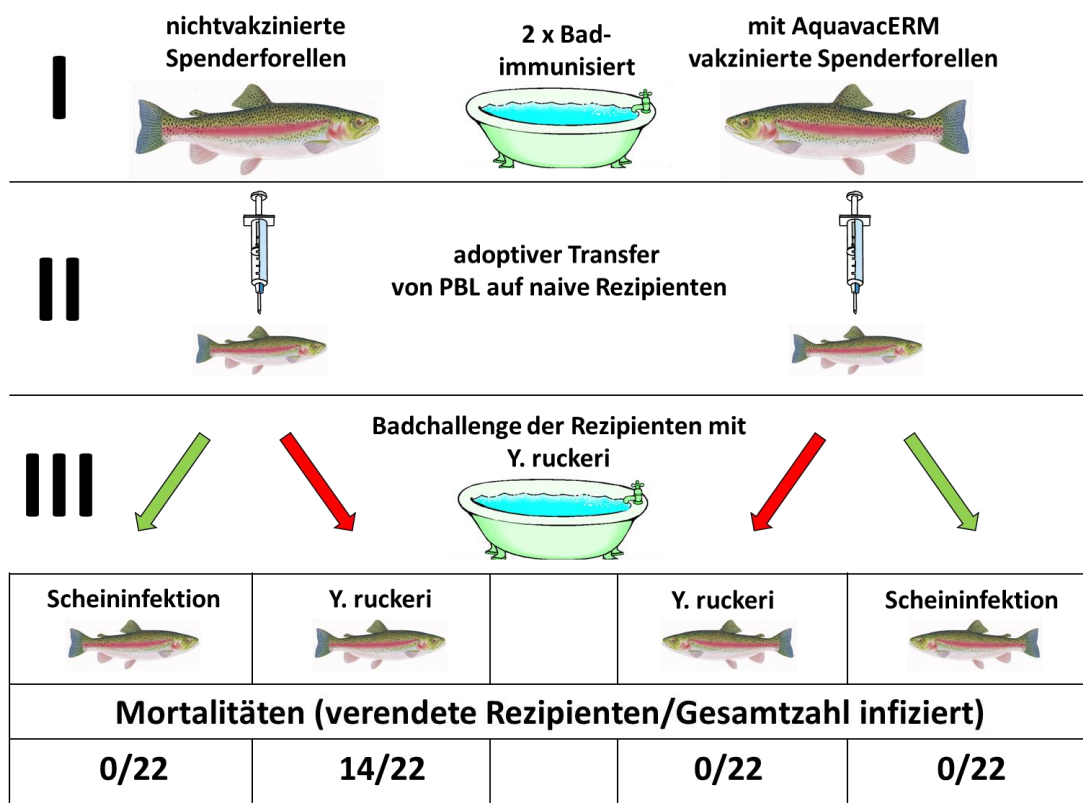 I
nichtvakzinierte
Spenderforellen
2 x Bad-
immunisiert
mit AquavacERM
vakzinierte Spenderforellen
II
adoptiver Transfer
von PBL auf naive Rezipienten
III
Badchallenge der Rezipienten mit
Y. ruckeri
Scheininfektion
Y. ruckeri
Y. ruckeri
Scheininfektion
Mortalitäten (verendete Rezipienten/Gesamtzahl infiziert)
0/22
14/22
0/22
0/22